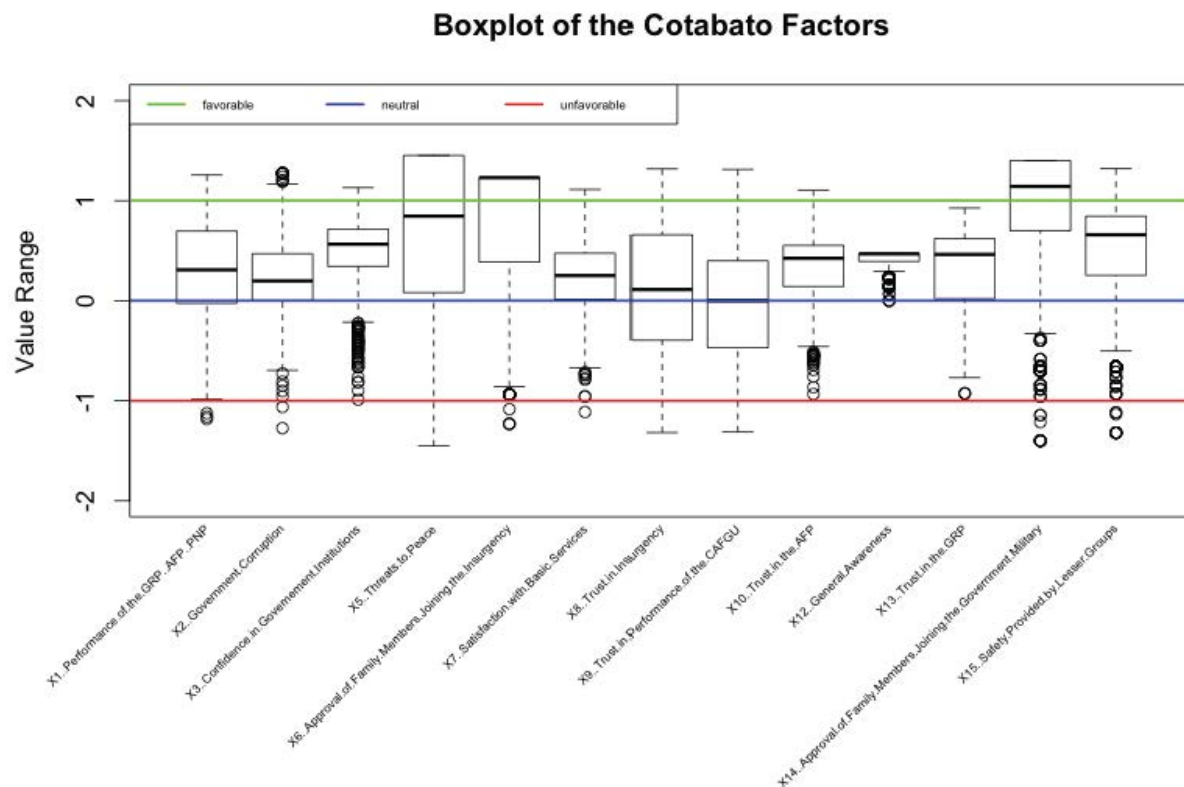 Boxplot of the Cotabato Factors
favorable neutral unfavorable
Value Range
2
1
0
-1
-2
X1..Performance.of.the.GRP..AFP..PNP
X2..Government.Corruption
X3..Confidence.in.Governement.Institutions
X5..Threats.to.Peace
X6..Approval.of.Family.Members.Joining.the.Insurgency
X7..Satisfaction.with.Basic.Services
X8..Trust.in.Insurgency
X9..Trust.in.Performance.of.the.CAFGU
X10..Trust.in.the.AFP
X12..General.Awareness
X13..Trust.in.the.GRP
X14..Approval.of.Family.Members.Joining.the.Government.Military
X15..Safety.Provided.by.Lesser.Groups